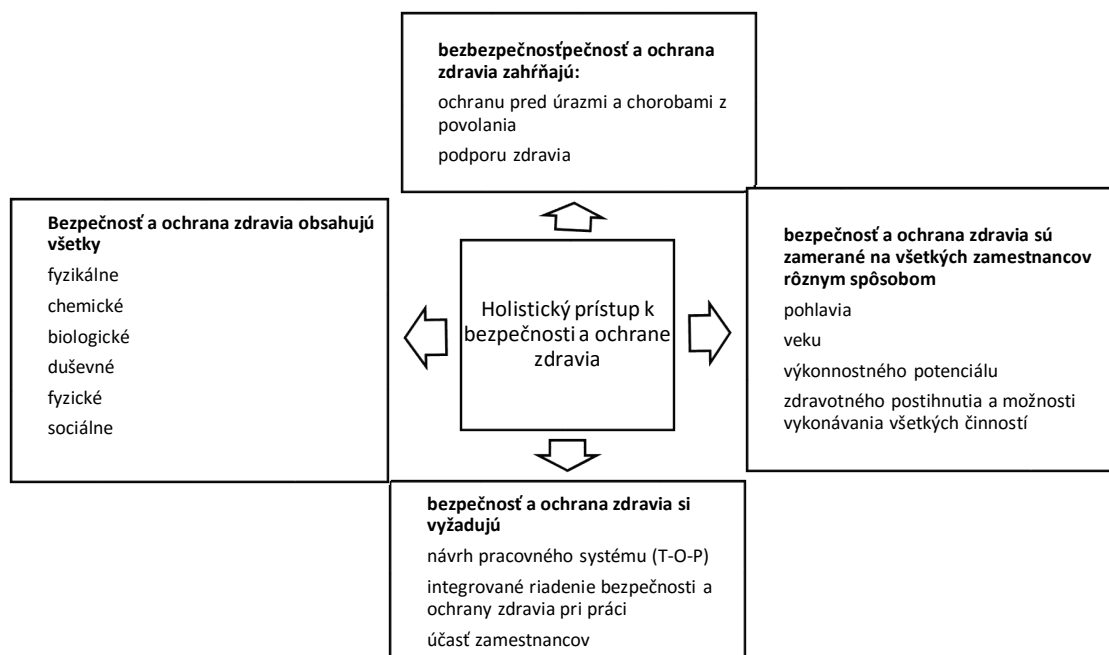 bezbezpečnosťpečnosť a ochrana
zdravia zahŕňajú:
ochranu pred úrazmi a chorobami z
povolania
podporu zdravia
Bezpečnosť a ochrana zdravia obsahujú
všetky
fyzikálne
chemické
biologické
duševné
fyzické
sociálne
Holistický prístup k
bezpečnosti a ochrane
zdravia
bezpečnosť a ochrana zdravia sú
zamerané na všetkých zamestnancov
rôznym spôsobom
pohlavia
veku
výkonnostného potenciálu
zdravotného postihnutia a možnosti
vykonávania všetkých činností
bezpečnosť a ochrana zdravia si
vyžadujú
návrh pracovného systému (T-O-P)
integrované riadenie bezpečnosti a
ochrany zdravia pri práci
účasť zamestnancov